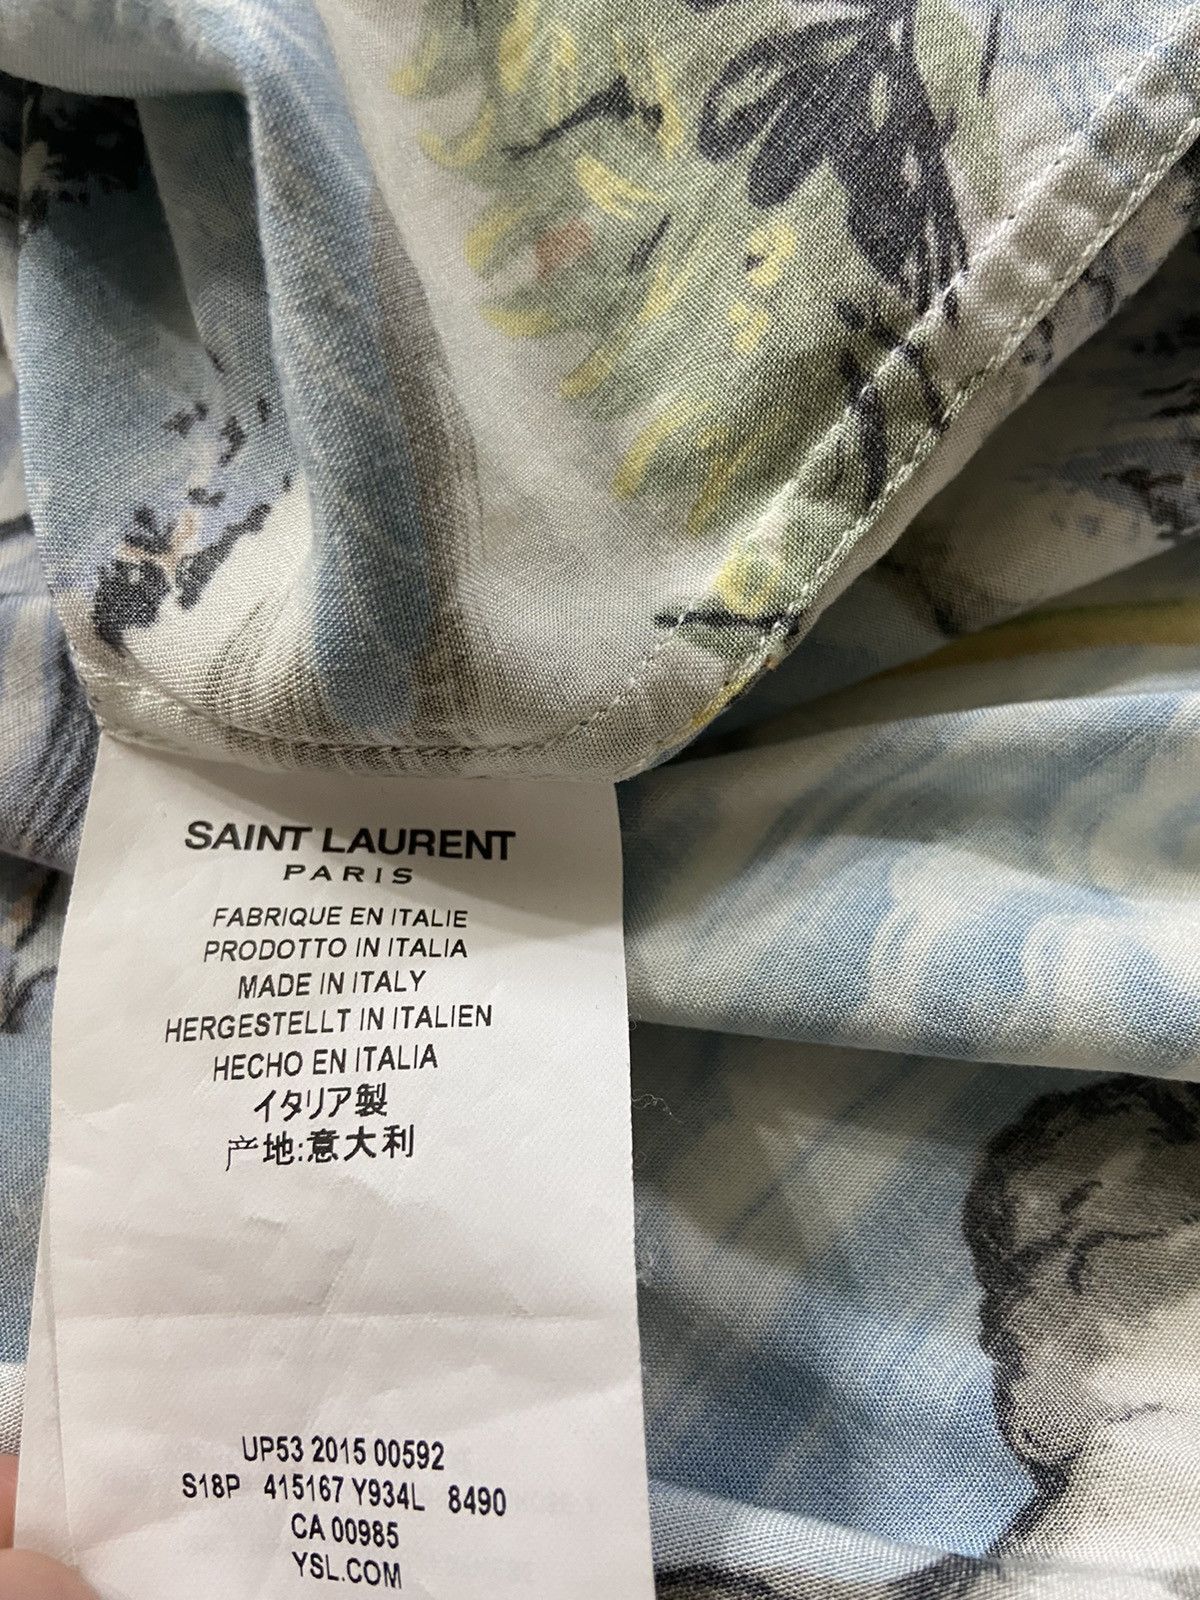 SAINT LAURENT
PARIS
FABRIQUE EN ITALIE
PRODOTTO IN ITALIA
MADE IN ITALY
HERGESTELLT IN ITALIEN
HECHO EN ITALIA
イタリア製
产地:意大利
UP53 2015 00592
S18P 415167 Y934L 8490
CA 00985
YSL.COM